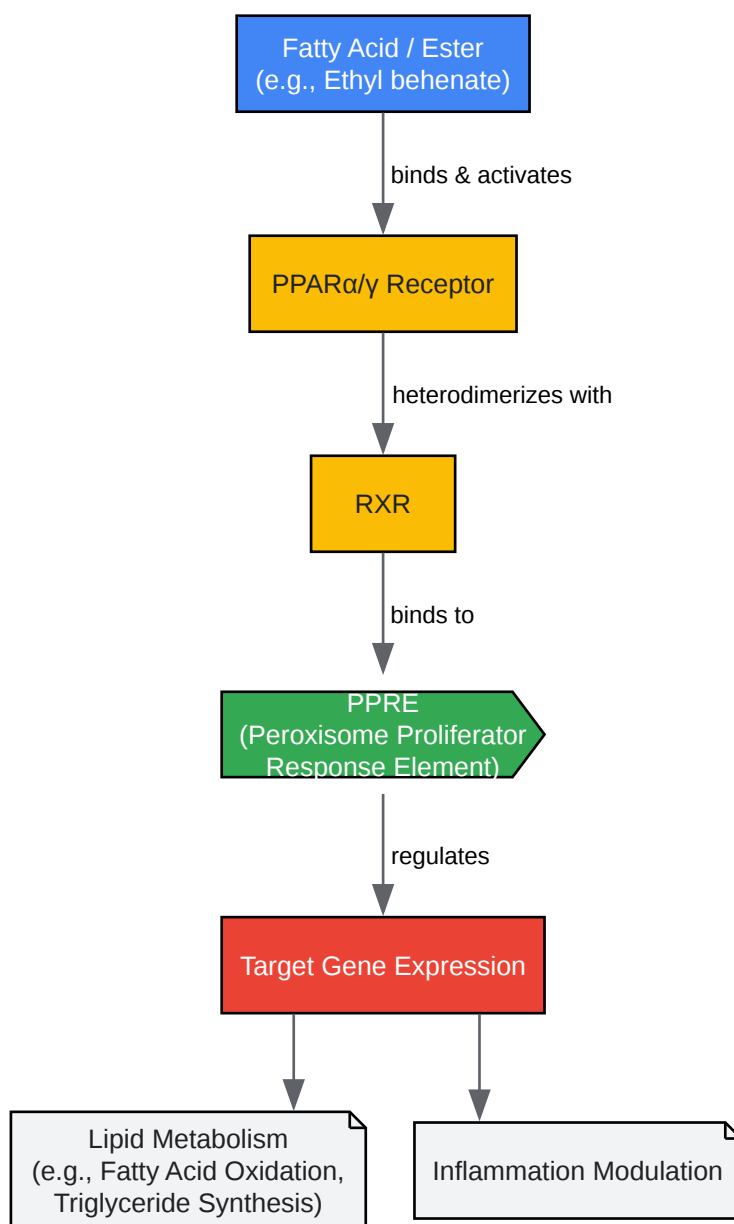 Fatty Acid / Ester
(e.g., Ethyl behenate)
binds & activates
PPARα/γ Receptor
heterodimerizes with
RXR
binds to
PPRE
(Peroxisome Proliferator
Response Element)
regulates
Target Gene Expression
Lipid Metabolism
(e.g., Fatty Acid Oxidation,
Triglyceride Synthesis)
Inflammation Modulation